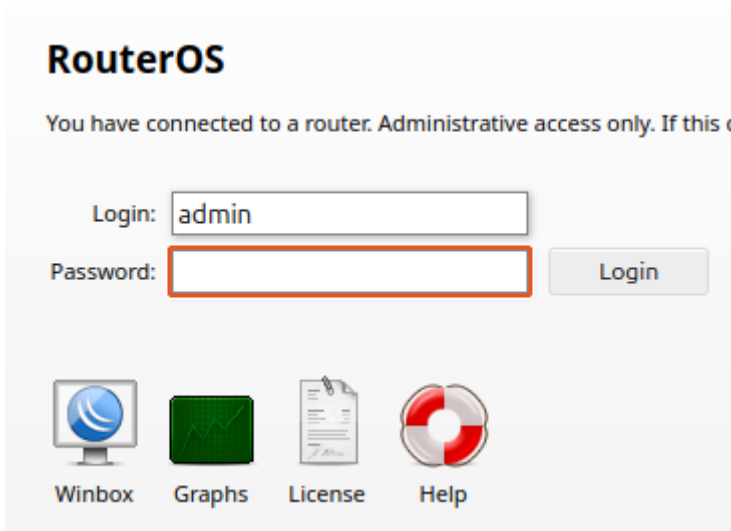 RouterOS
You have connected to a router. Administrative access only. If this
Login: admin
Password: Login
Winbox Graphs License Help